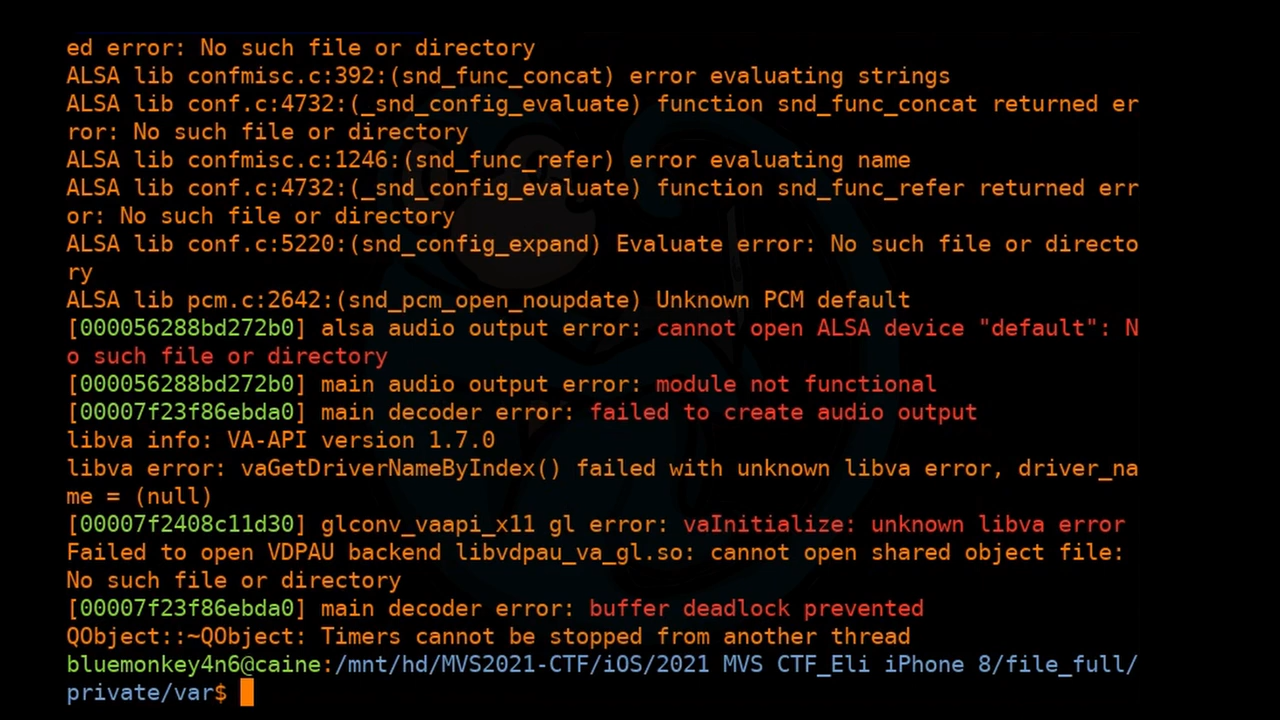 ed error: No such file or directory
ALSA lib confmisc.c:392:(snd_func_concat) error evaluating strings
ALSA lib conf.c:4732:(_snd_config_evaluate) function snd_func_concat returned er
ror: No such file or directory
ALSA lib confmisc.c:1246:(snd_func_refer) error evaluating name
ALSA lib conf.c:4732:(_snd_config_evaluate) function snd_func_refer returned err
or: No such file or directory
ALSA lib conf.c:5220:(snd_config_expand) Evaluate error: No such file or directo
ry
ALSA lib pcm.c:2642:(snd_pcm_open_noupdate) Unknown PCM default
[000056288bd272b0] alsa audio output error: cannot open ALSA device "default": N
o such file or directory
[000056288bd272b0] main audio output error: module not functional
[00007f23f86ebda0] main decoder error: failed to create audio output
libva info: VA-API version 1.7.0
libva error: vaGetDriverNameByIndex() failed with unknown libva error, driver_na
me = (null)
[00007f2408c11d30] glconv_vaapi_x11 gl error: vaInitialize: unknown libva error
Failed to open VDPAU backend libvdpau_va_gl.so: cannot open shared object file:
No such file or directory
[00007f23f86ebda0] main decoder error: buffer deadlock prevented
QObject::~QObject: Timers cannot be stopped from another thread
bluemonkey4n6@caine:/mnt/hd/MVS2021-CTF/iOS/2021 MVS CTF_Eli iPhone 8/file_full/
private/var$